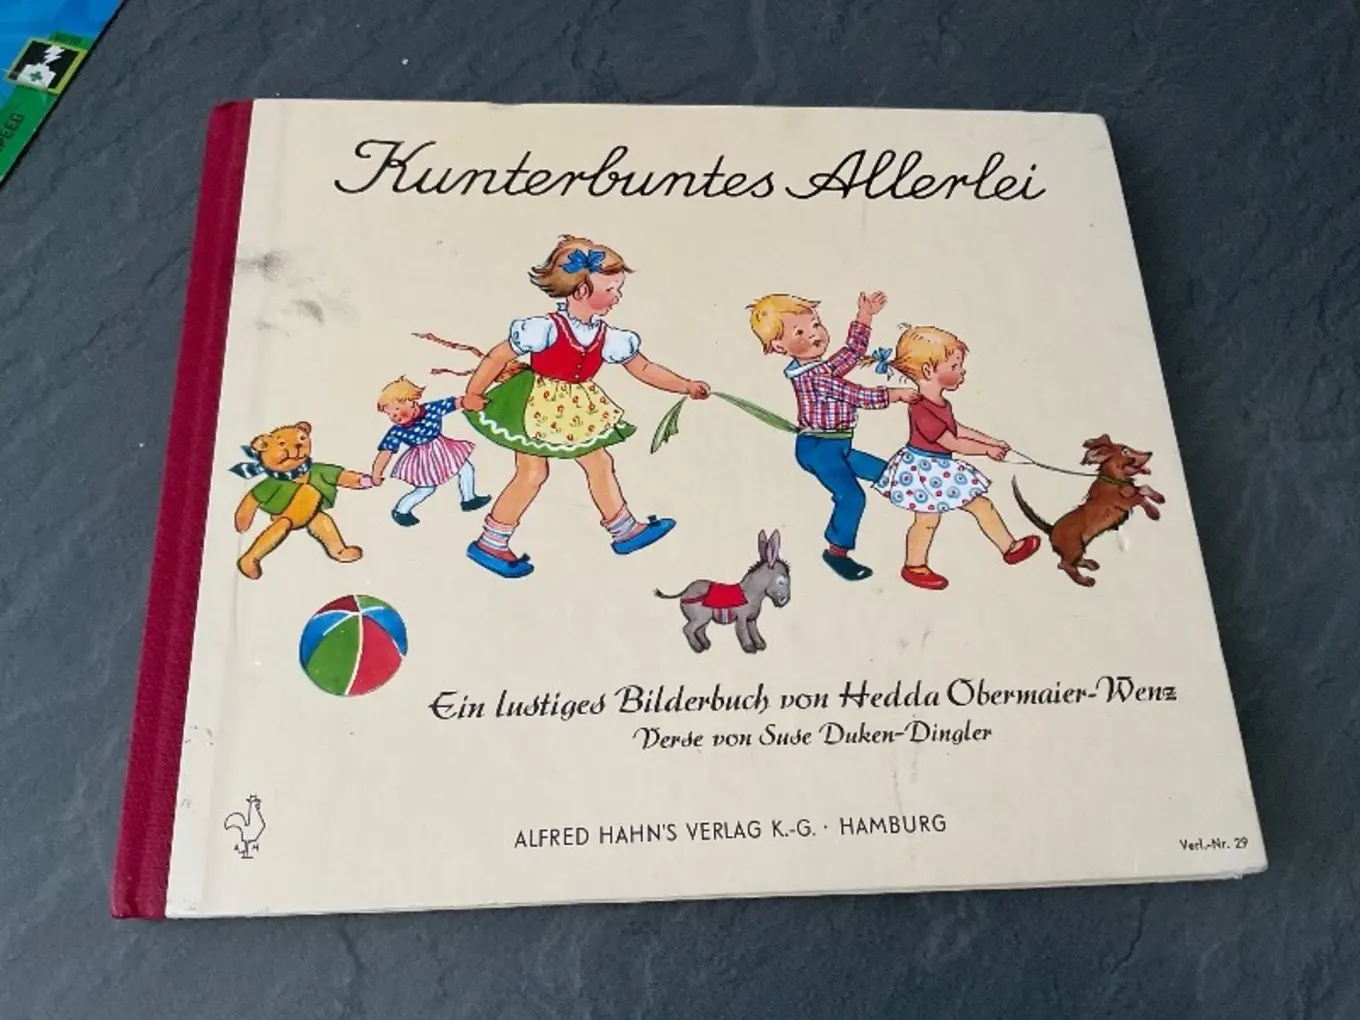 Kunterbuntes Allerlei
Ein lustiges Bilderbuch von Hedda Obermaier-Wenz
Verse von Suse Duken-Dingler
ALFRED HAHN'S VERLAG K.-G. · HAMBURG
Verl.-Nr. 29
A H